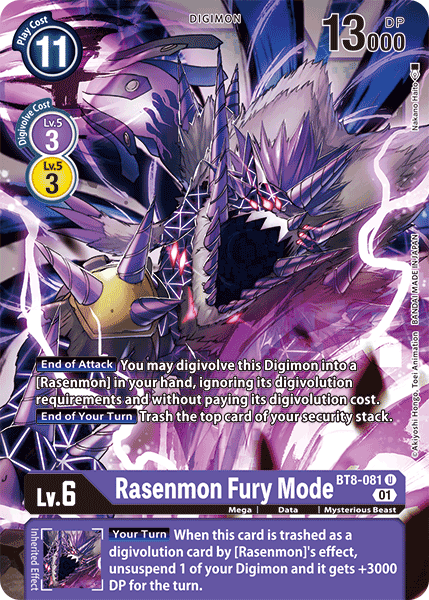 Play Cost
11
DIGIMON
13000
DP
Digivolve Cost
Lv.5
3
Lv.5
3
Nakano Haito
©Akiyoshi Hongo, Toei Animation BANDAI MADE IN JAPAN
End of Attack You may digivolve this Digimon into a
[Rasenmon] in your hand, ignoring its digivolution
requirements and without paying its digivolution cost.
End of Your Turn Trash the top card of your security stack.
Lv.6
Rasenmon Fury Mode
BT8-081 U
01
Mega | Data | Mysterious Beast
Inherited Effect
Your Turn When this card is trashed as a
digivolution card by [Rasenmon]'s effect,
unsuspend 1 of your Digimon and it gets +3000
DP for the turn.